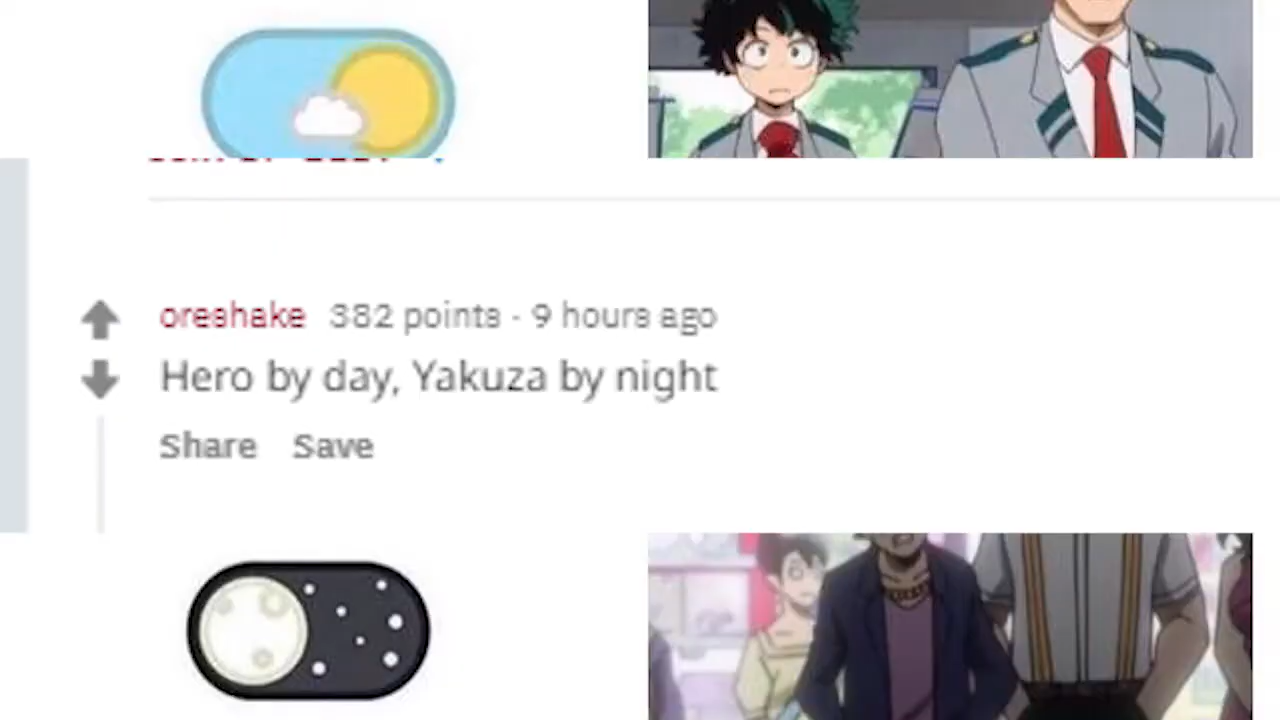 oreshake 382 points · 9 hours ago
Hero by day, Yakuza by night
Share Save